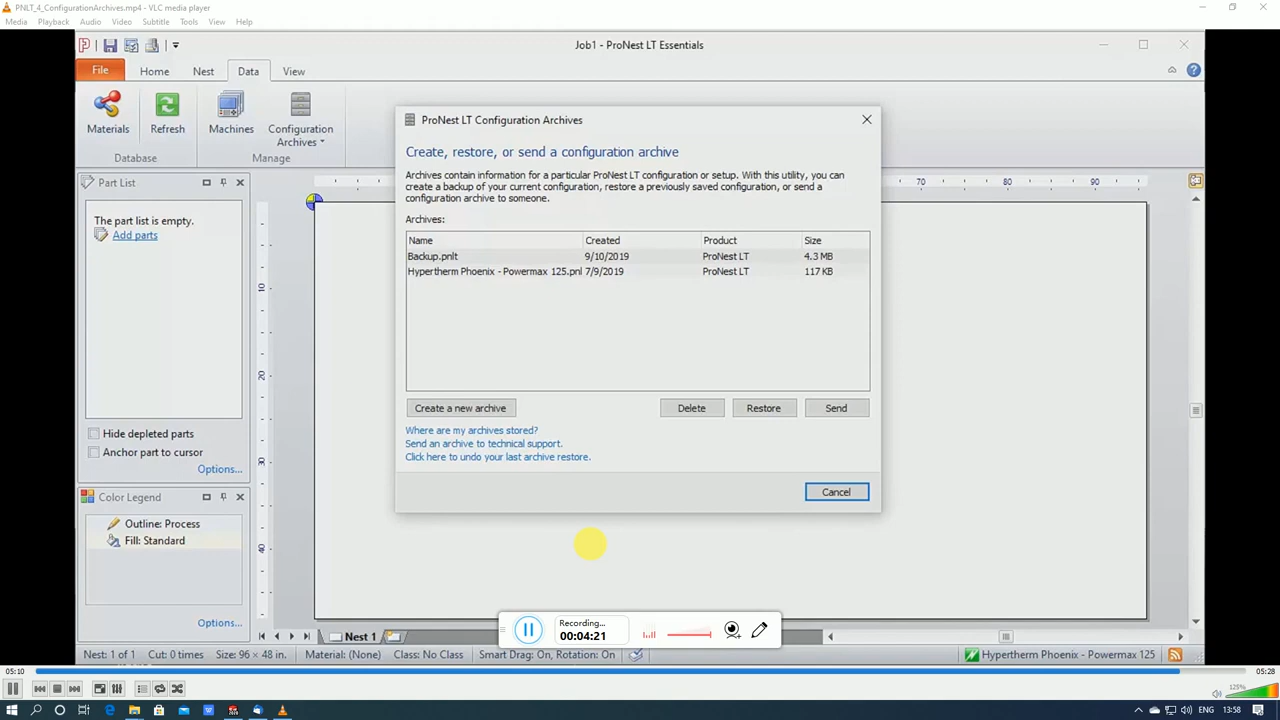 PNLT_4_ConfigurationArchives.mp4 - VLC media player
Media Playback Audio Video Subtitle Tools View Help
Job1 - ProNest LT Essentials
File Home Nest Data View
Materials Refresh Machines Configuration Archives
Database Manage
ProNest LT Configuration Archives
Create, restore, or send a configuration archive
Archives contain information for a particular ProNest LT configuration or setup. With this utility, you can
create a backup of your current configuration, restore a previously saved configuration, or send a
configuration archive to someone.
Archives:
Name Created Product Size
Backup.pnlt 9/10/2019 ProNest LT 4.3 MB
Hypertherm Phoenix - Powermax 125.pnl 7/9/2019 ProNest LT 117 KB
Create a new archive Delete Restore Send
Where are my archives stored?
Send an archive to technical support.
Click here to undo your last archive restore.
Cancel
Part List
The part list is empty.
Add parts
Hide depleted parts
Anchor part to cursor
Options...
Color Legend
Outline: Process
Fill: Standard
Options...
70 80 90
10
20
30
40
Recording...
00:04:21
Nest 1
Nest: 1 of 1 Cut: 0 times Size: 96 x 48 in. Material: (None) Class: No Class Smart Drag: On, Rotation: On Hypertherm Phoenix - Powermax 125
05:10 05:28
125%
ENG 13:58